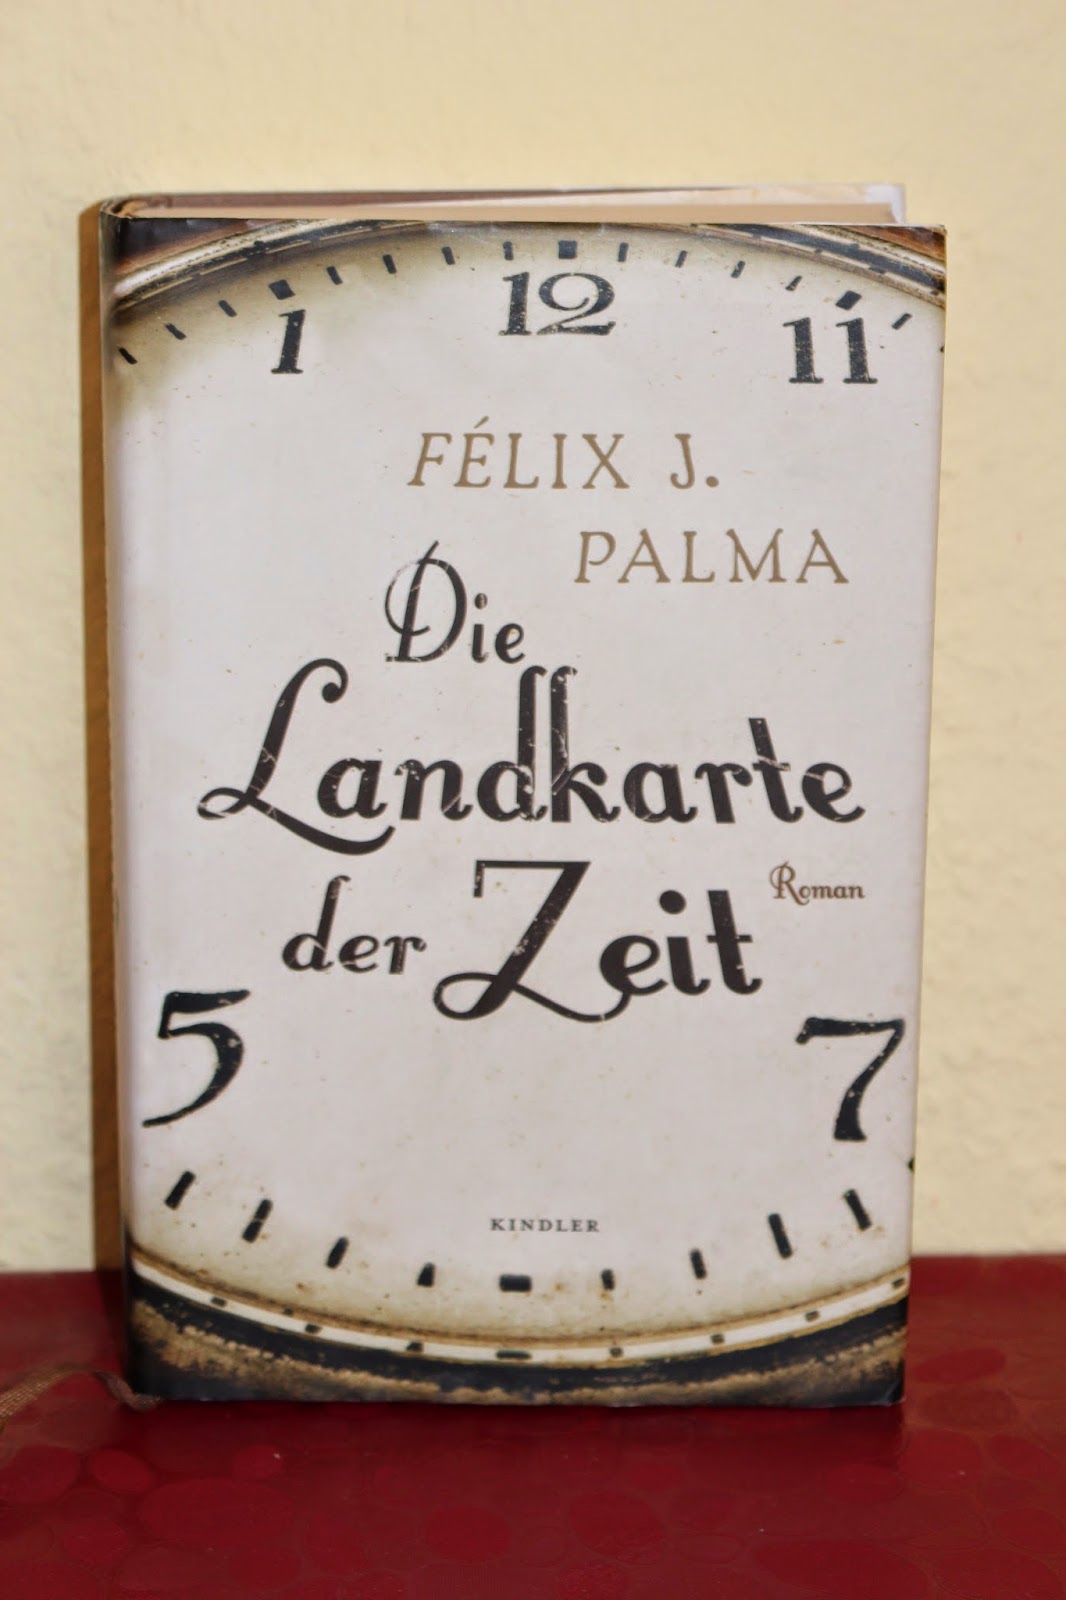 1 12 11
FÉLIX J.
PALMA
Die
Landkarte
der Zeit Roman
5 7
KINDLER